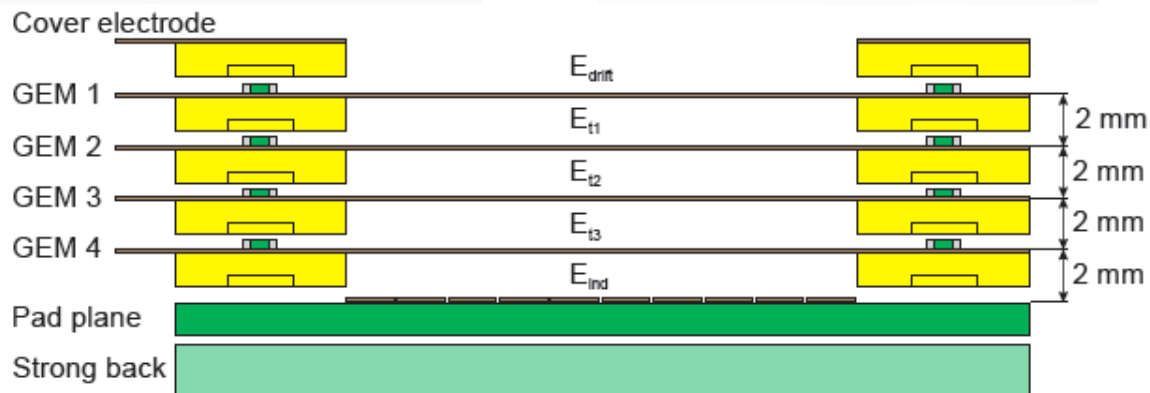 Cover electrode
E_drift
GEM 1
E_t1
2 mm
GEM 2
E_t2
2 mm
GEM 3
E_t3
2 mm
GEM 4
E_ind
2 mm
Pad plane
Strong back